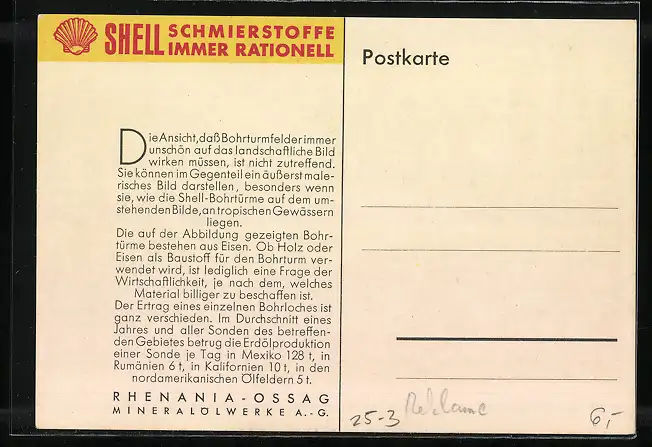 SHELL SCHMIERSTOFFE
IMMER RATIONELL
Postkarte
Die Ansicht, daß Bohrturmfelder immer
unschön auf das landschaftliche Bild
wirken müssen, ist nicht zutreffend.
Sie können im Gegenteil ein äußerst male-
risches Bild darstellen, besonders wenn
sie, wie die Shell-Bohrtürme auf dem um-
stehenden Bilde, an tropischen Gewässern
liegen.
Die auf der Abbildung gezeigten Bohr-
türme bestehen aus Eisen. Ob Holz oder
Eisen als Baustoff für den Bohrturm ver-
wendet wird, ist lediglich eine Frage der
Wirtschaftlichkeit, je nach dem, welches
Material billiger zu beschaffen ist.
Der Ertrag eines einzelnen Bohrloches ist
ganz verschieden. Im Durchschnitt eines
Jahres und aller Sonden des betreffen-
den Gebietes betrug die Erdölproduktion
einer Sonde je Tag in Mexiko 128 t, in
Rumänien 6 t, in Kalifornien 10 t, in den
nordamerikanischen Ölfeldern 5 t.
RHENANIA-OSSAG
MINERALÖLWERKE A.-G.
25-3 Reklame 6,-